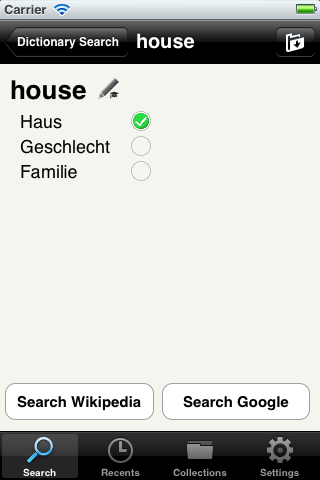 Carrier
Dictionary Search
house
house
Haus
Geschlecht
Familie
Search Wikipedia
Search Google
Search
Recents
Collections
Settings